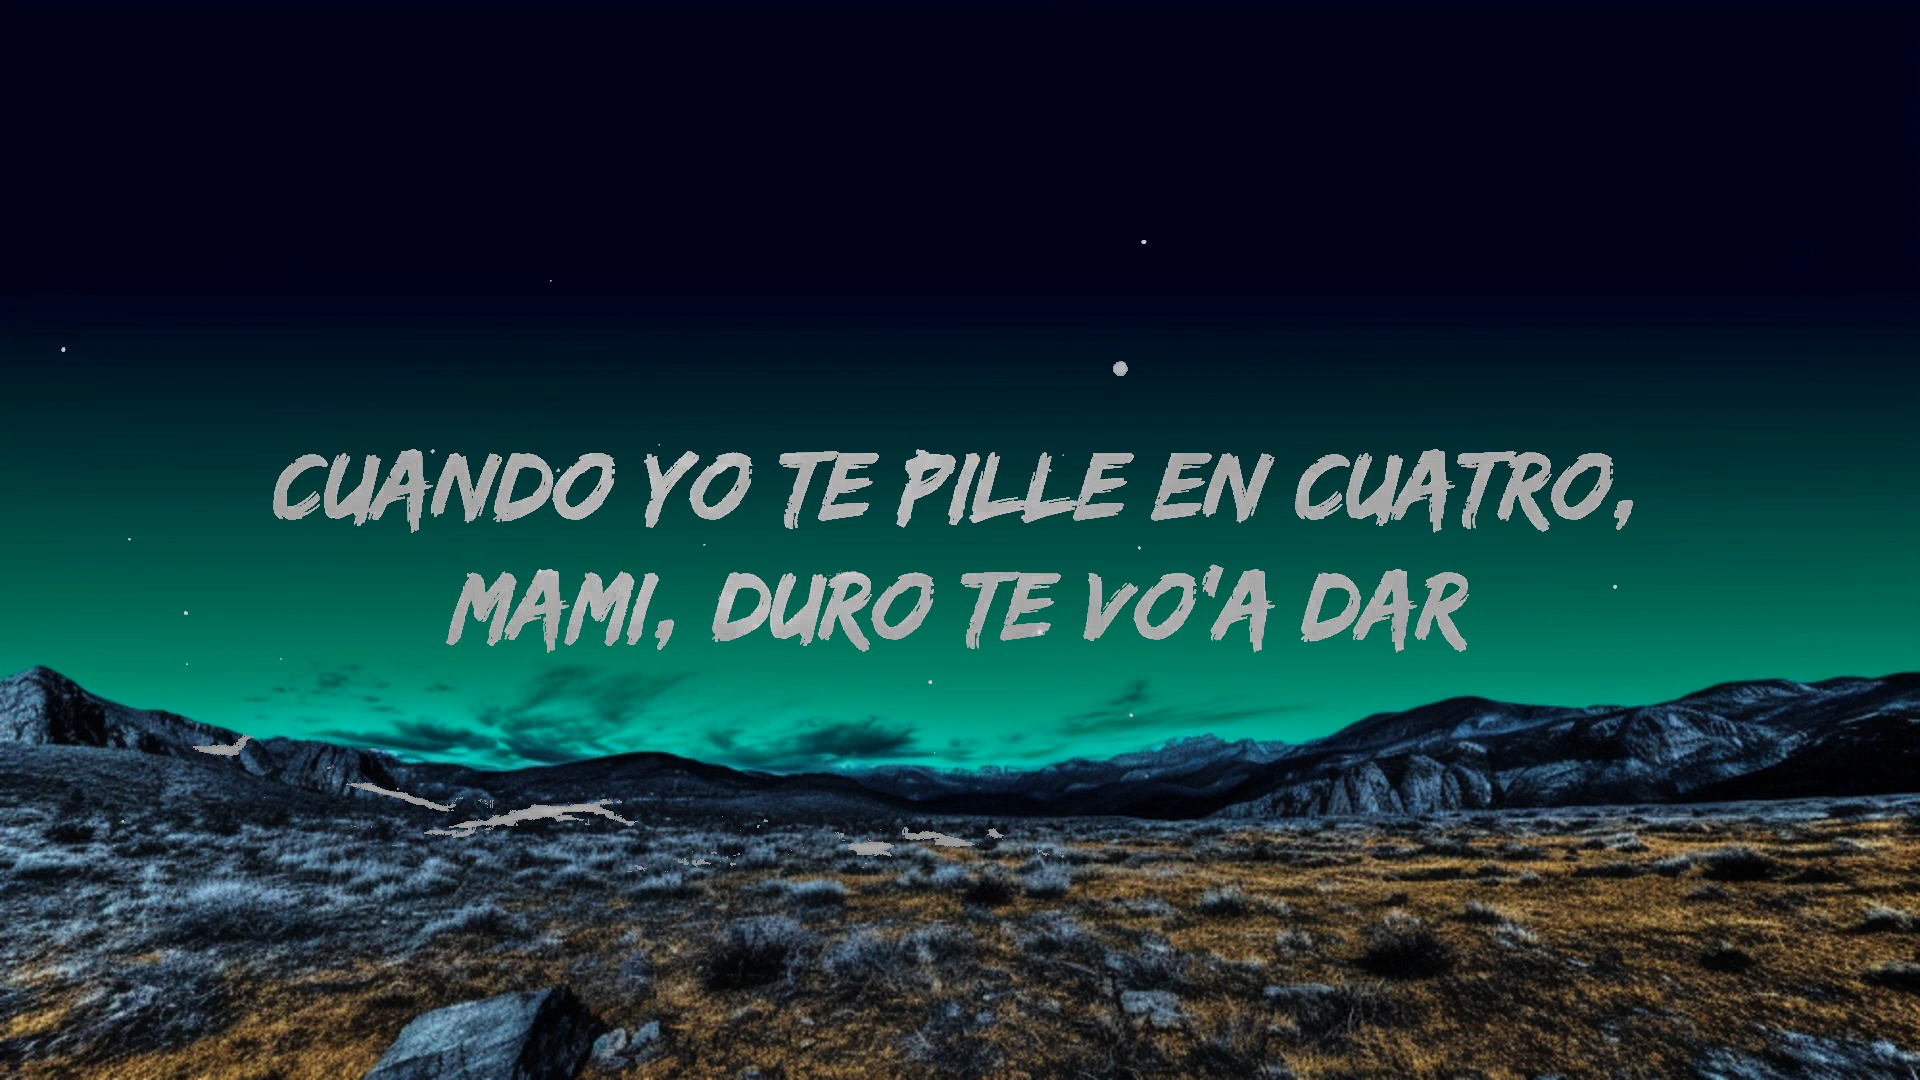 CUANDO YO TE PILLE EN CUATRO,
MAMI, DURO TE VO'A DAR